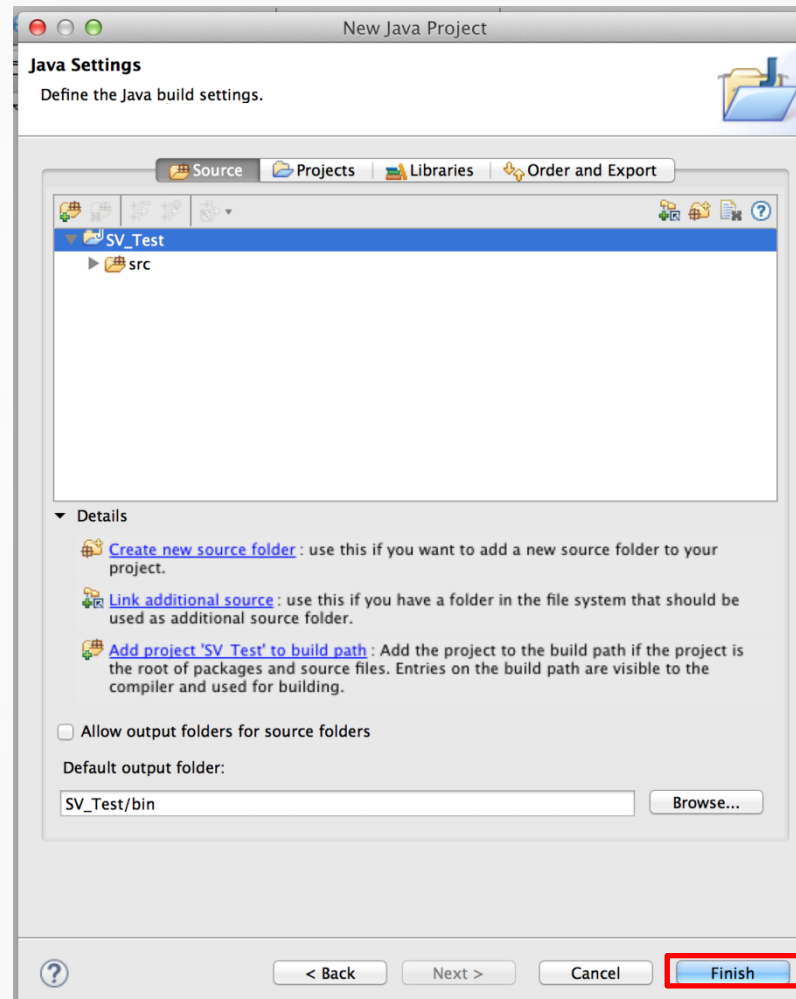 New Java Project
Java Settings
Define the Java build settings.
Source Projects Libraries Order and Export
SV_Test
src
Details
Create new source folder : use this if you want to add a new source folder to your
project.
Link additional source : use this if you have a folder in the file system that should be
used as additional source folder.
Add project 'SV_Test' to build path : Add the project to the build path if the project is
the root of packages and source files. Entries on the build path are visible to the
compiler and used for building.
Allow output folders for source folders
Default output folder:
SV_Test/bin Browse...
? < Back Next > Cancel Finish